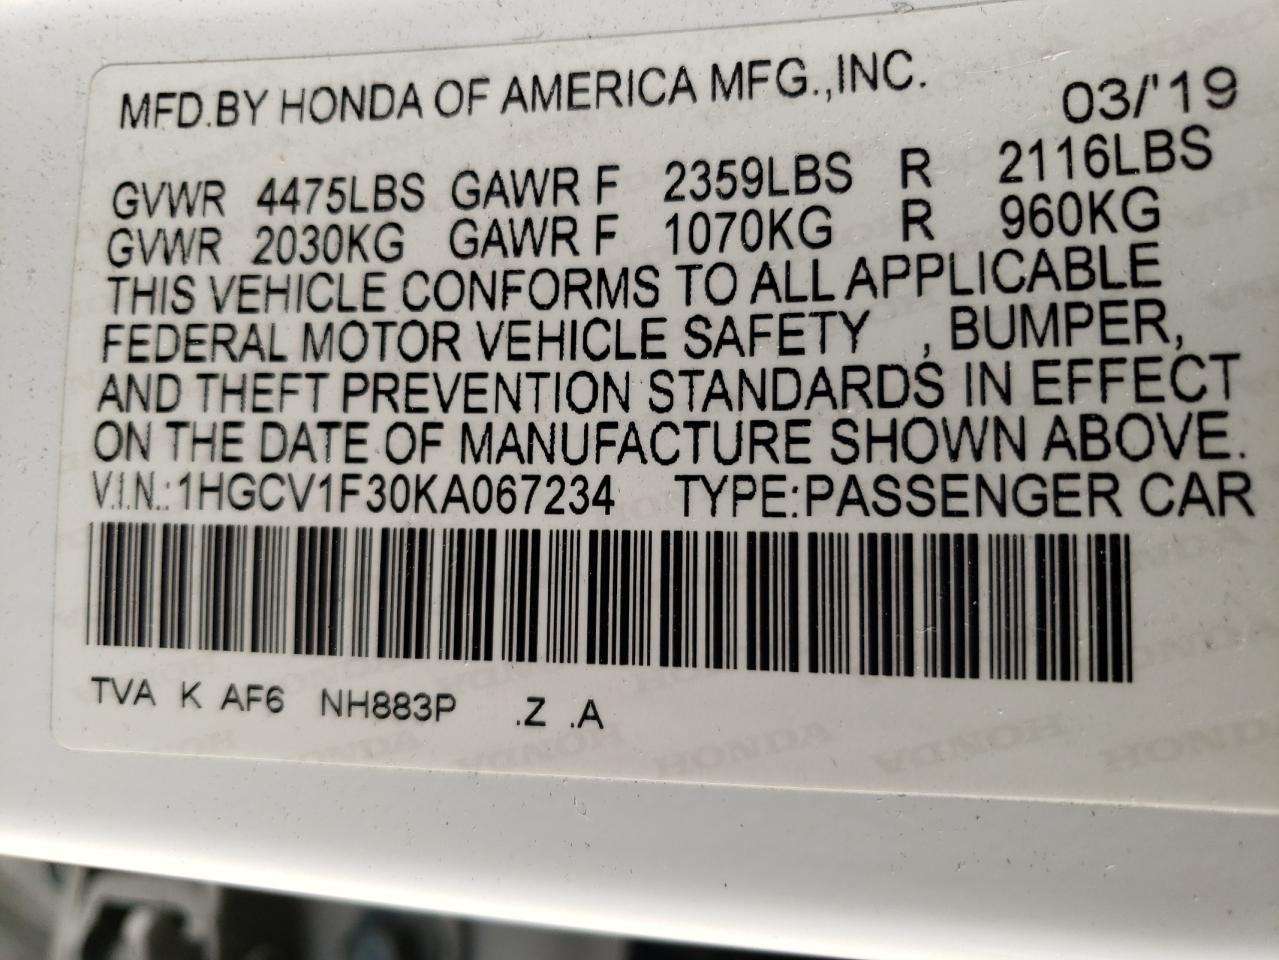 MFD.BY HONDA OF AMERICA MFG.,INC. 03/'19
GVWR 4475LBS GAWR F 2359LBS R 2116LBS
GVWR 2030KG GAWR F 1070KG R 960KG
THIS VEHICLE CONFORMS TO ALL APPLICABLE
FEDERAL MOTOR VEHICLE SAFETY , BUMPER,
AND THEFT PREVENTION STANDARDS IN EFFECT
ON THE DATE OF MANUFACTURE SHOWN ABOVE.
V.I.N.:1HGCV1F30KA067234 TYPE:PASSENGER CAR
TVA K AF6 NH883P .Z .A